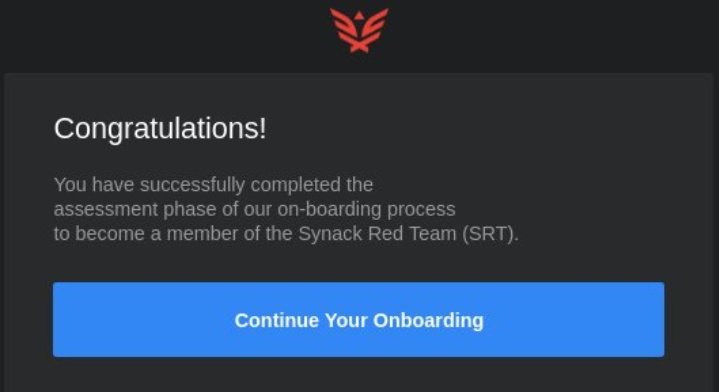 Congratulations!
You have successfully completed the
assessment phase of our on-boarding process
to become a member of the Synack Red Team (SRT).
Continue Your Onboarding